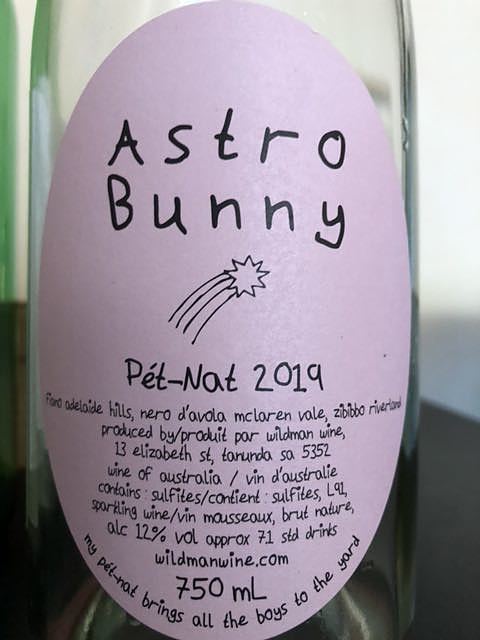 Astro
Bunny
Pét-Nat 2019
fiano adelaide hills, nero d'avola mclaren vale, zibibbo riverland
produced by/produit par wildman wine,
13 elizabeth st, tanunda sa 5352
wine of australia / vin d'australie
contains : sulfites/contient : sulfites, L91,
sparkling wine/vin mousseaux, brut nature,
alc 12% vol approx 7.1 std drinks
wildmanwine.com
750 mL
my pét-nat brings all the boys to the yard